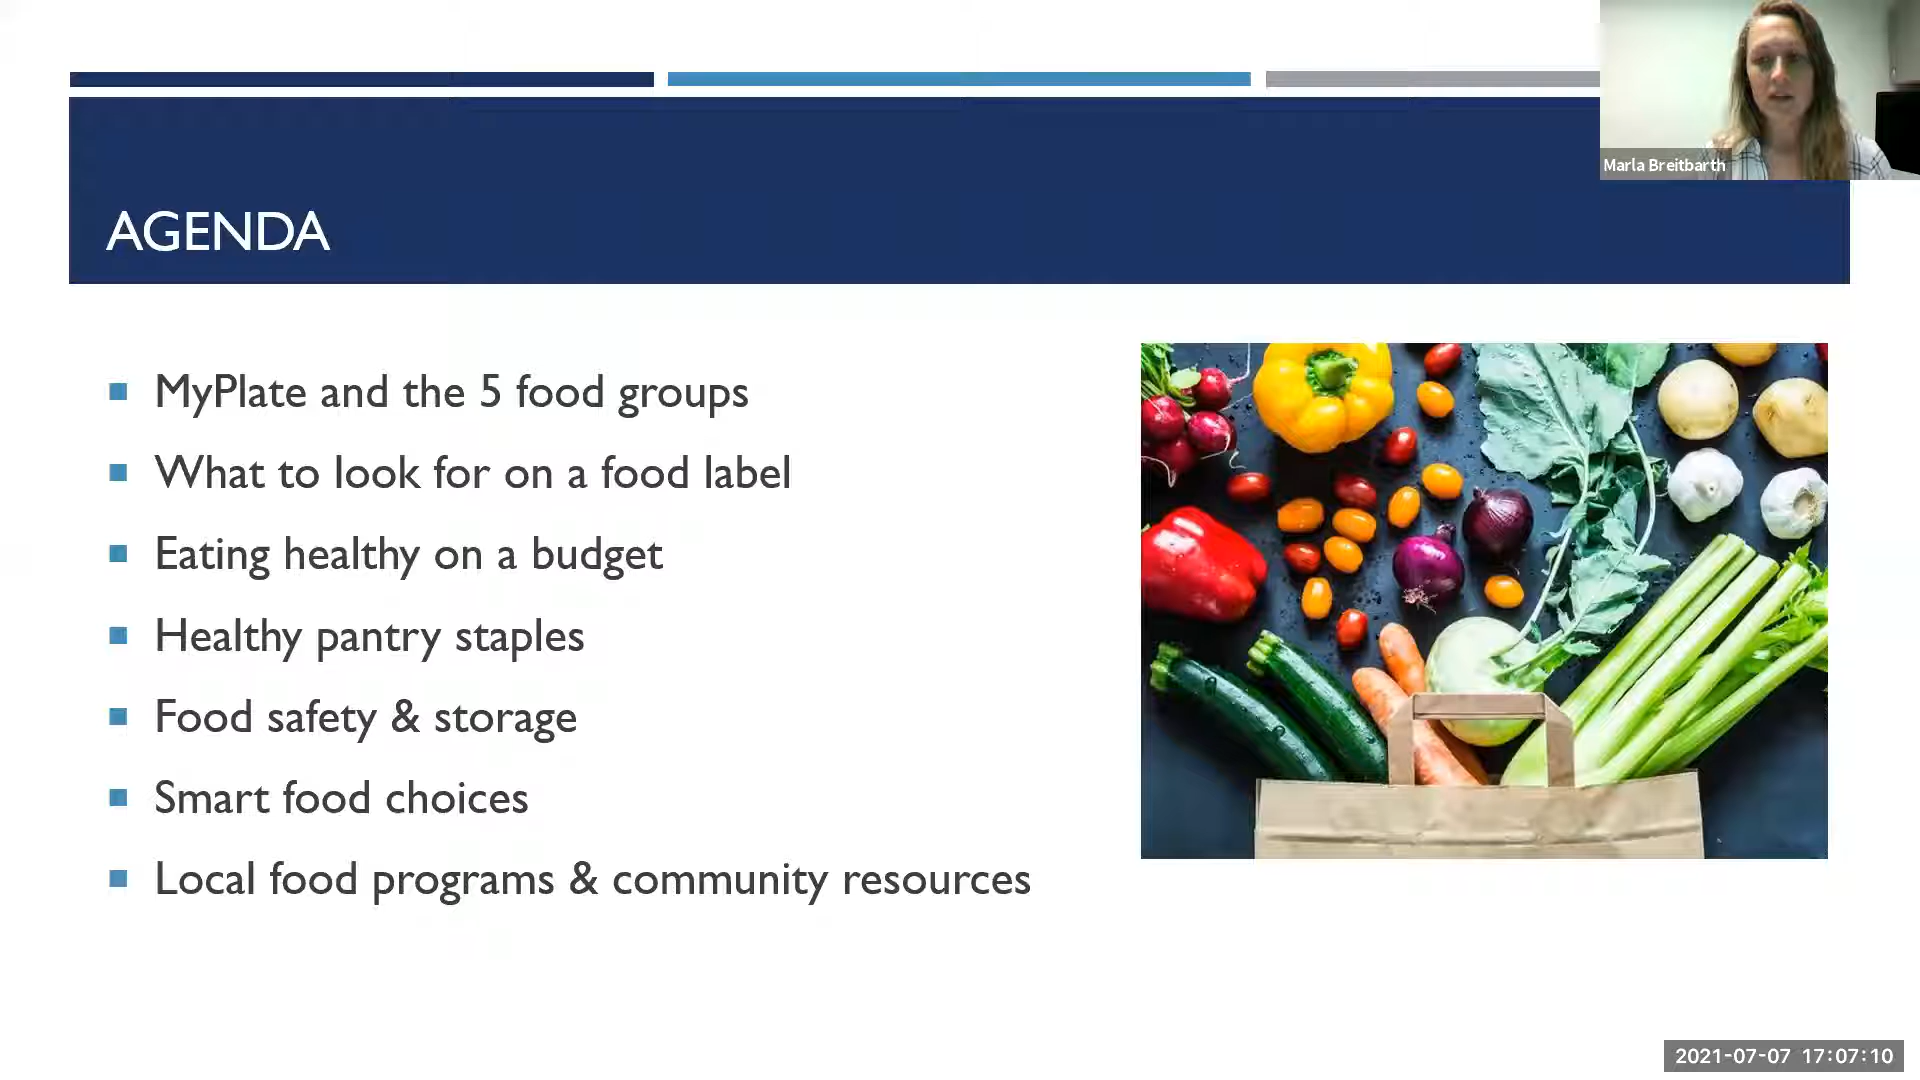 Marla Breitbarth
AGENDA
MyPlate and the 5 food groups
What to look for on a food label
Eating healthy on a budget
Healthy pantry staples
Food safety & storage
Smart food choices
Local food programs & community resources
2021-07-07 17:07:10